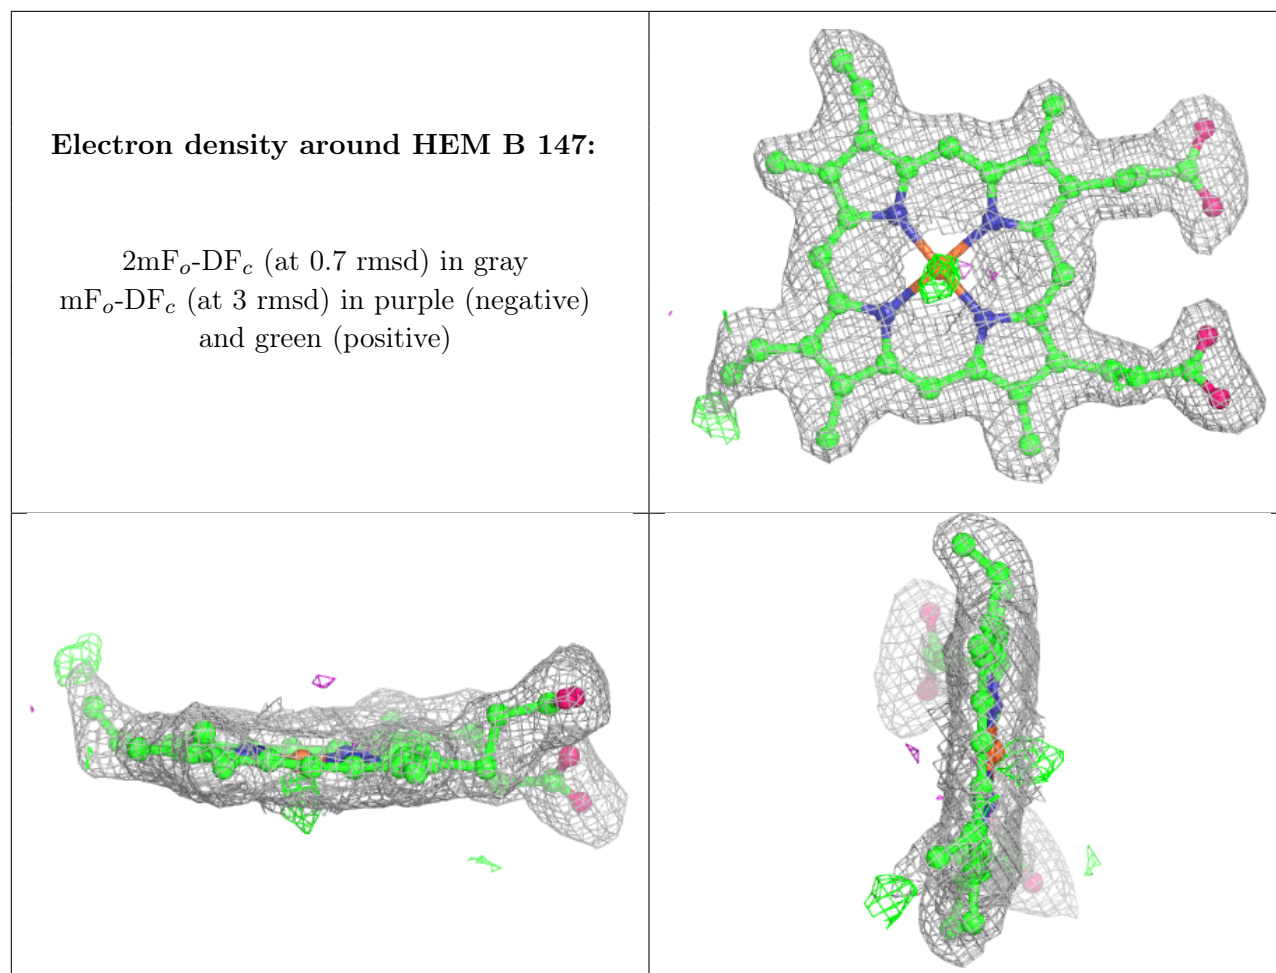 Electron density around HEM B 147:
2mFₒ-DF𝒸 (at 0.7 rmsd) in gray
mFₒ-DF𝒸 (at 3 rmsd) in purple (negative)
and green (positive)